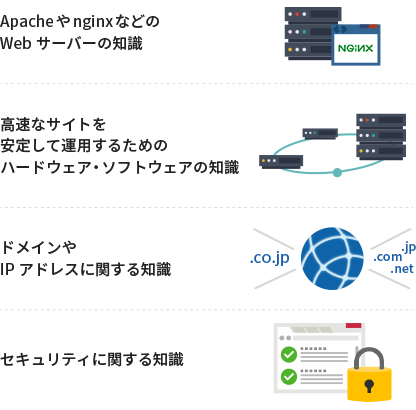 Apacheやnginxなどの
Web サーバーの知識
NGINX
高速なサイトを
安定して運用するための
ハードウェア・ソフトウェアの知識
ドメインや
IP アドレスに関する知識
.co.jp
.jp
.com
.net
セキュリティに関する知識